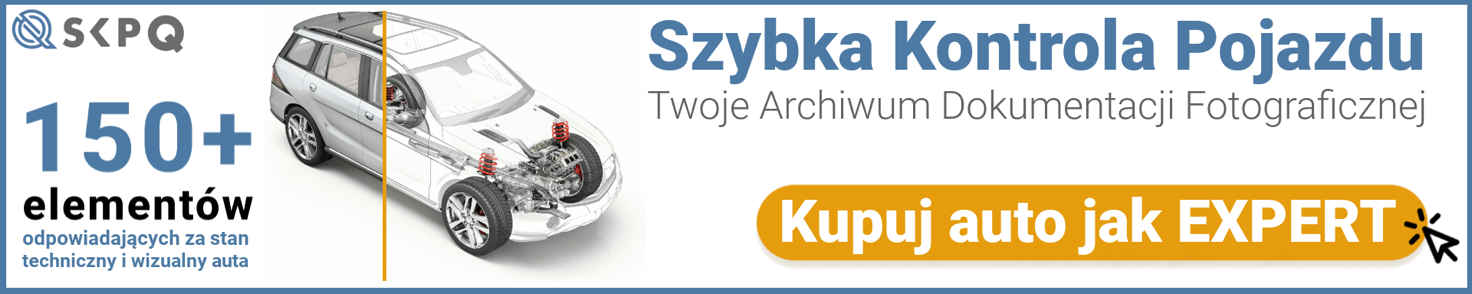 SKPQ
150+
elementów
odpowiadających za stan
techniczny i wizualny auta
Szybka Kontrola Pojazdu
Twoje Archiwum Dokumentacji Fotograficznej
Kupuj auto jak EXPERT